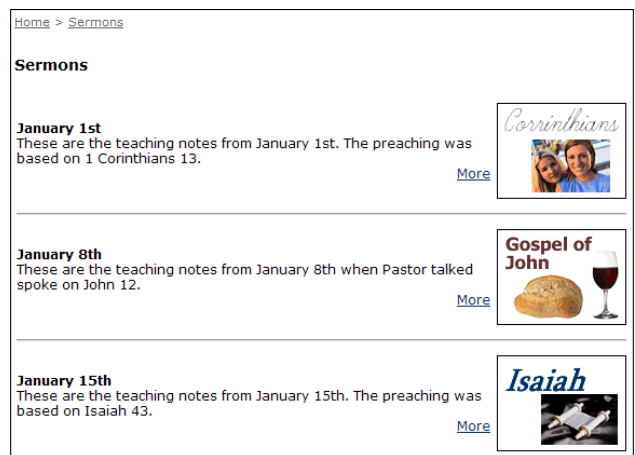 Home > Sermons
Sermons
January 1st
These are the teaching notes from January 1st. The preaching was
based on 1 Corinthians 13.
More
Corrinthians
January 8th
These are the teaching notes from January 8th when Pastor talked
spoke on John 12.
More
Gospel of
John
January 15th
These are the teaching notes from January 15th. The preaching was
based on Isaiah 43.
More
Isaiah